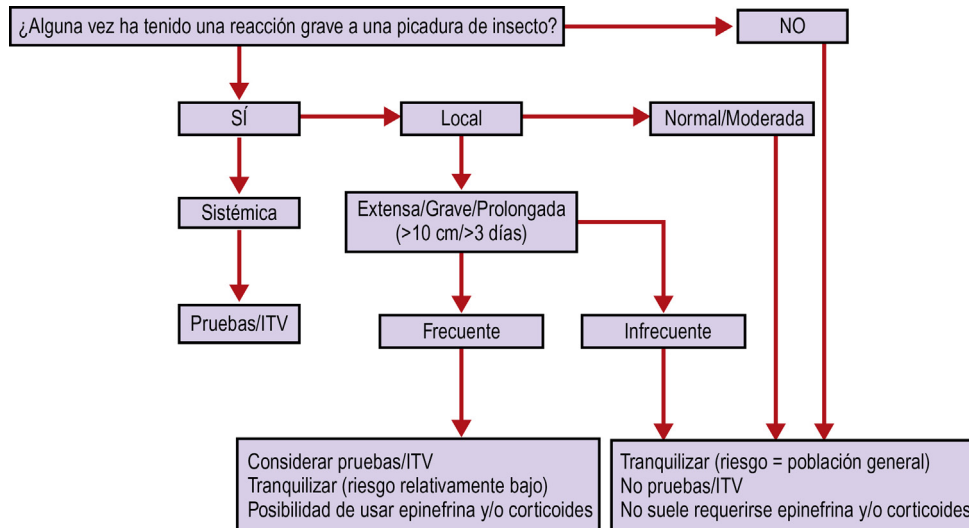 ¿Alguna vez ha tenido una reacción grave a una picadura de insecto?
NO
SÍ
Local
Normal/Moderada
Sistémica
Extensa/Grave/Prolongada
(>10 cm/>3 días)
Pruebas/ITV
Frecuente
Infrecuente
Considerar pruebas/ITV
Tranquilizar (riesgo relativamente bajo)
Posibilidad de usar epinefrina y/o corticoides
Tranquilizar (riesgo = población general)
No pruebas/ITV
No suele requerirse epinefrina y/o corticoides